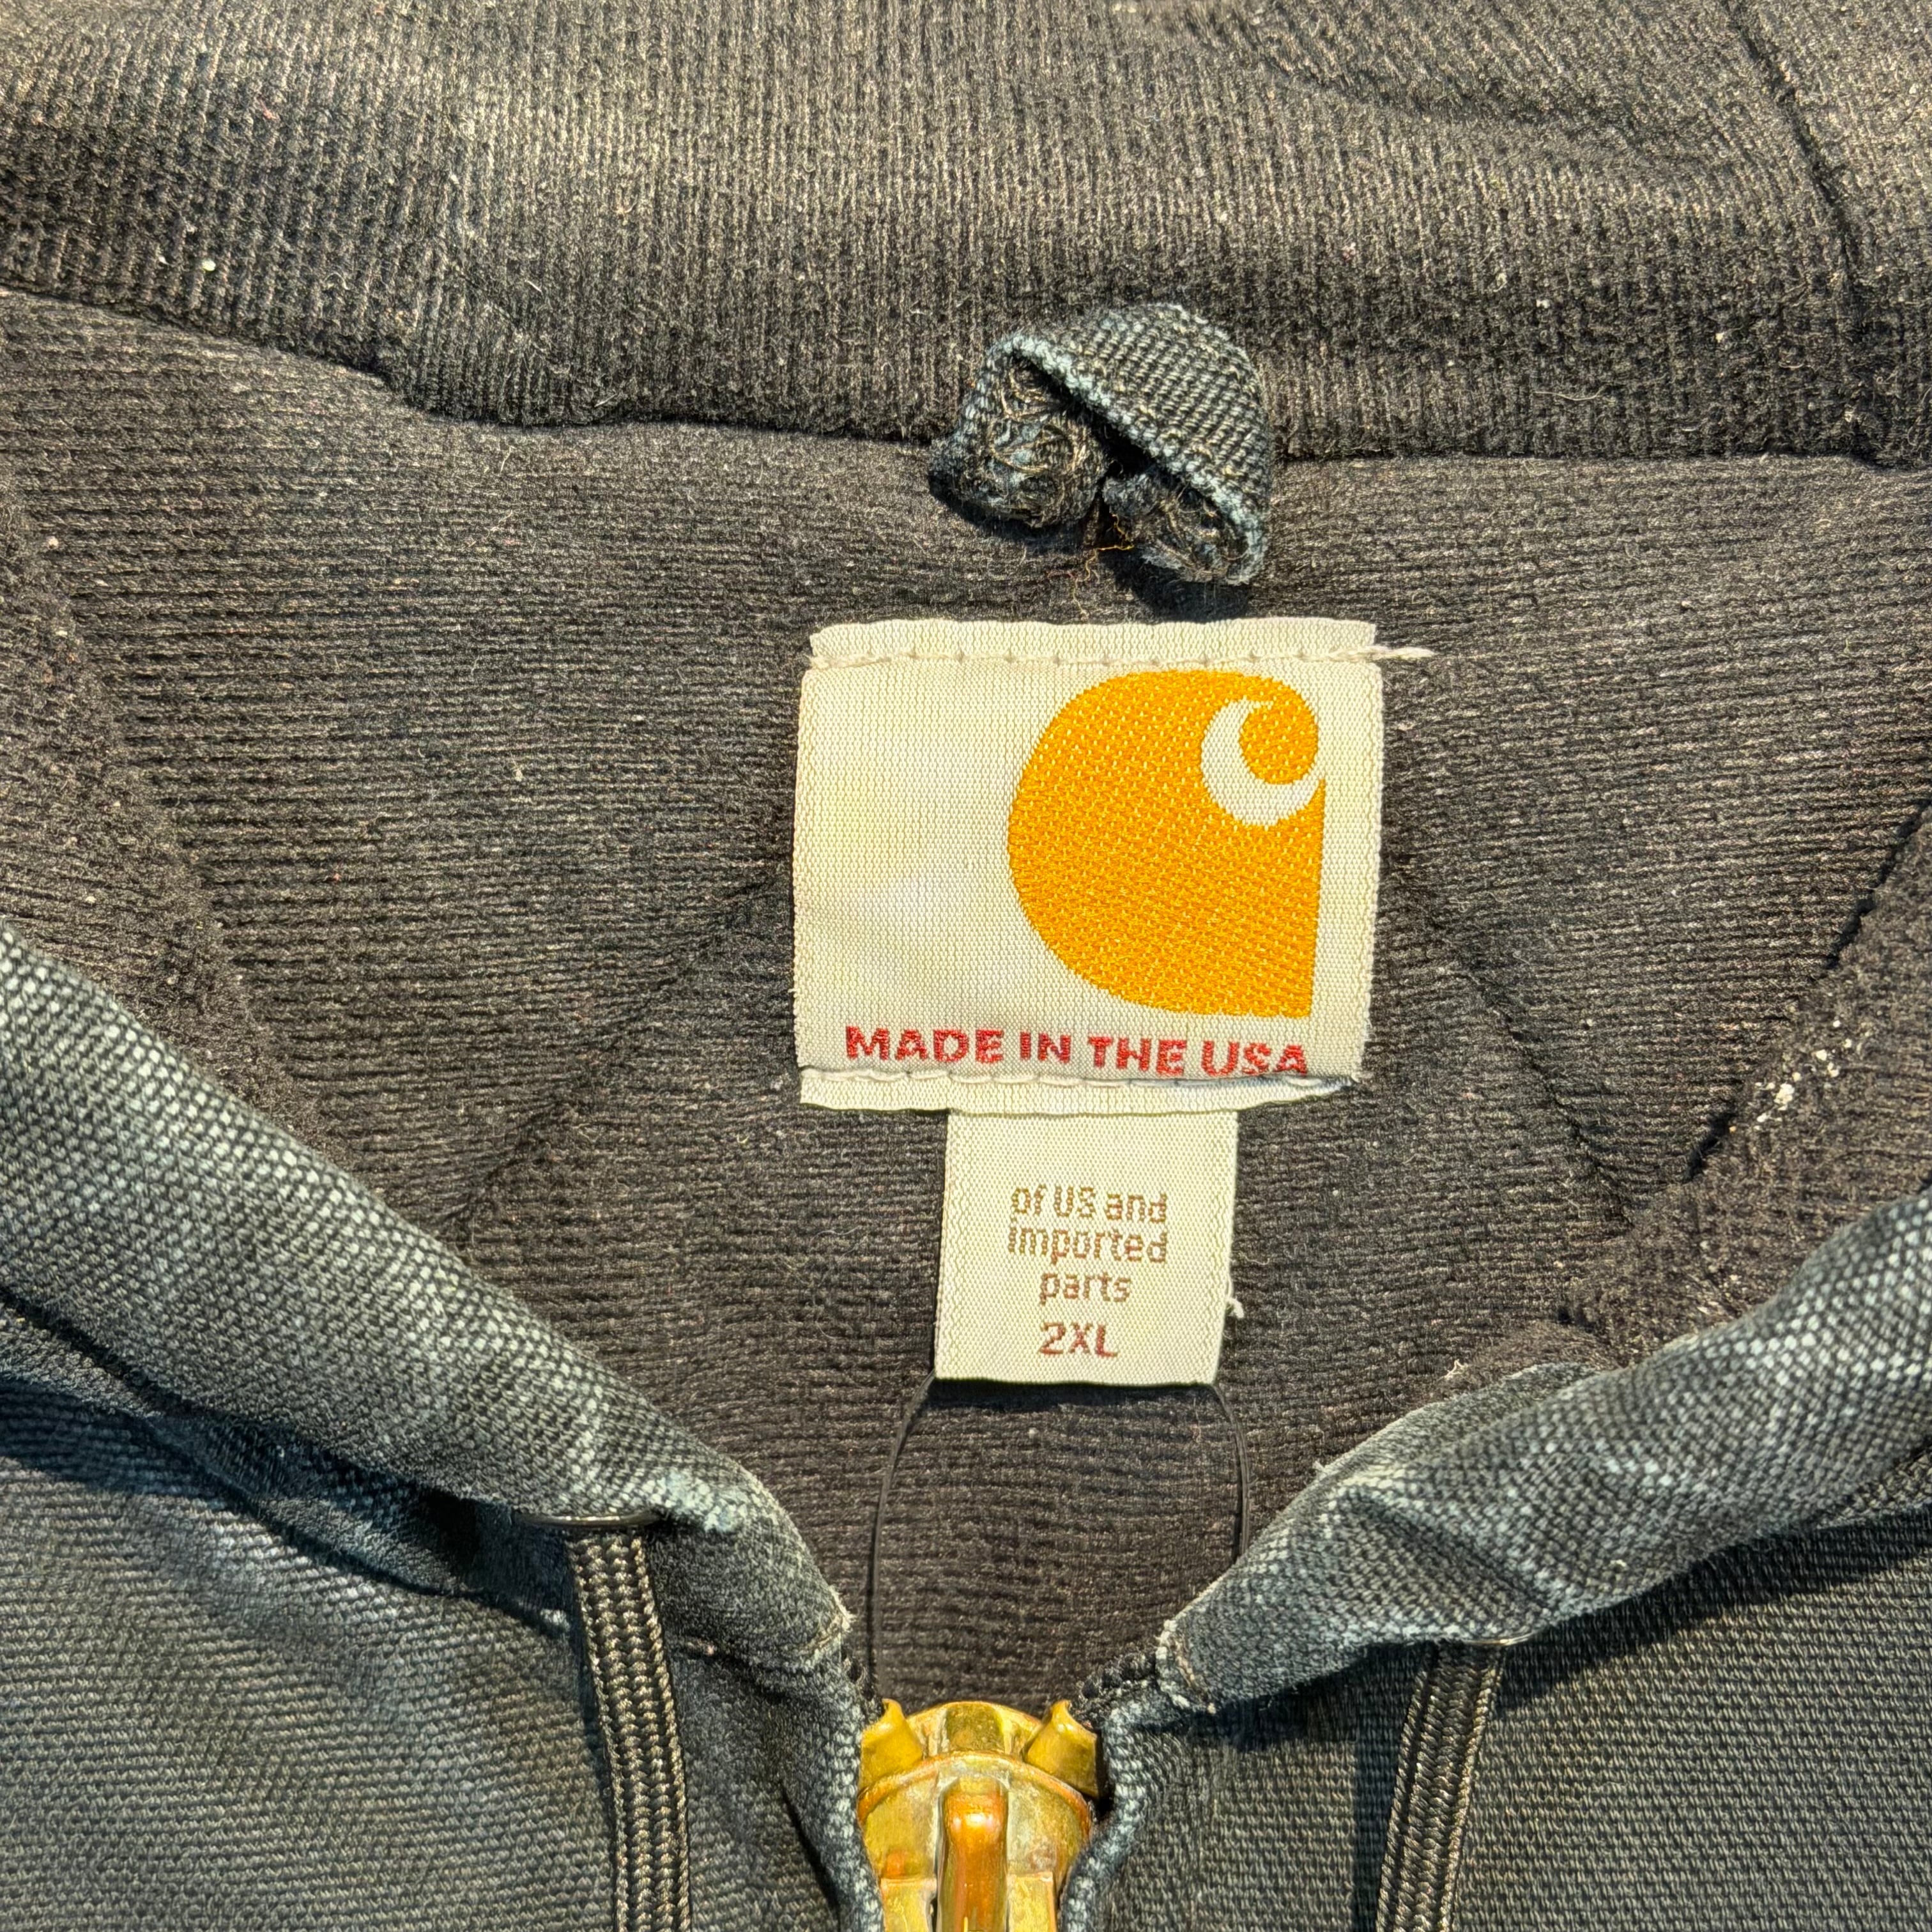 MADE IN THE USA
of US and
imported
parts
2XL